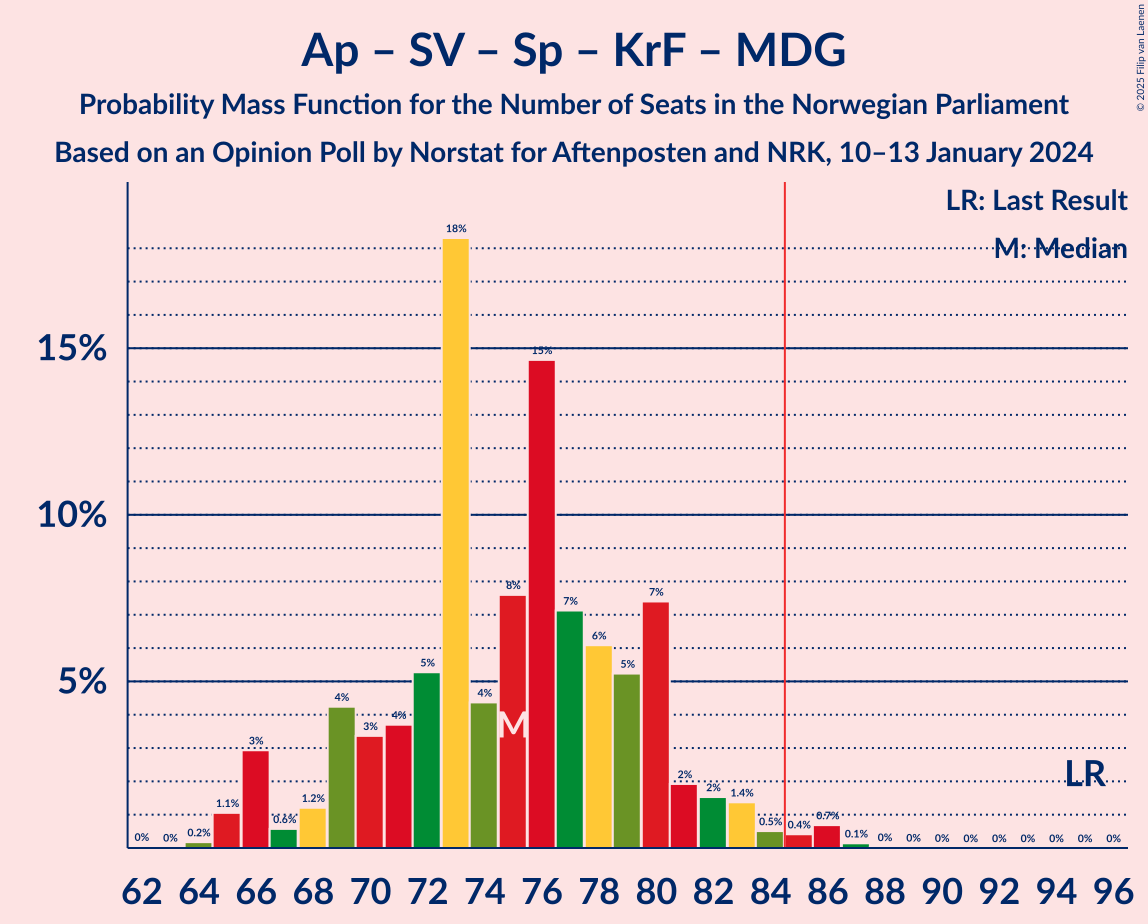 Ap – SV – Sp – KrF – MDG
Probability Mass Function for the Number of Seats in the Norwegian Parliament
Based on an Opinion Poll by Norstat for Aftenposten and NRK, 10–13 January 2024
© 2025 Filip van Laenen
LR: Last Result
M: Median
15%
10%
5%
0% 0% 0.2% 1.1% 3% 0.6% 1.2% 4% 3% 4% 5% 18% 4% 8% 15% 7% 6% 5% 7% 2% 2% 1.4% 0.5% 0.4% 0.7% 0.1% 0% 0% 0% 0% 0% 0% 0% 0% 0%
M
LR
62 64 66 68 70 72 74 76 78 80 82 84 86 88 90 92 94 96